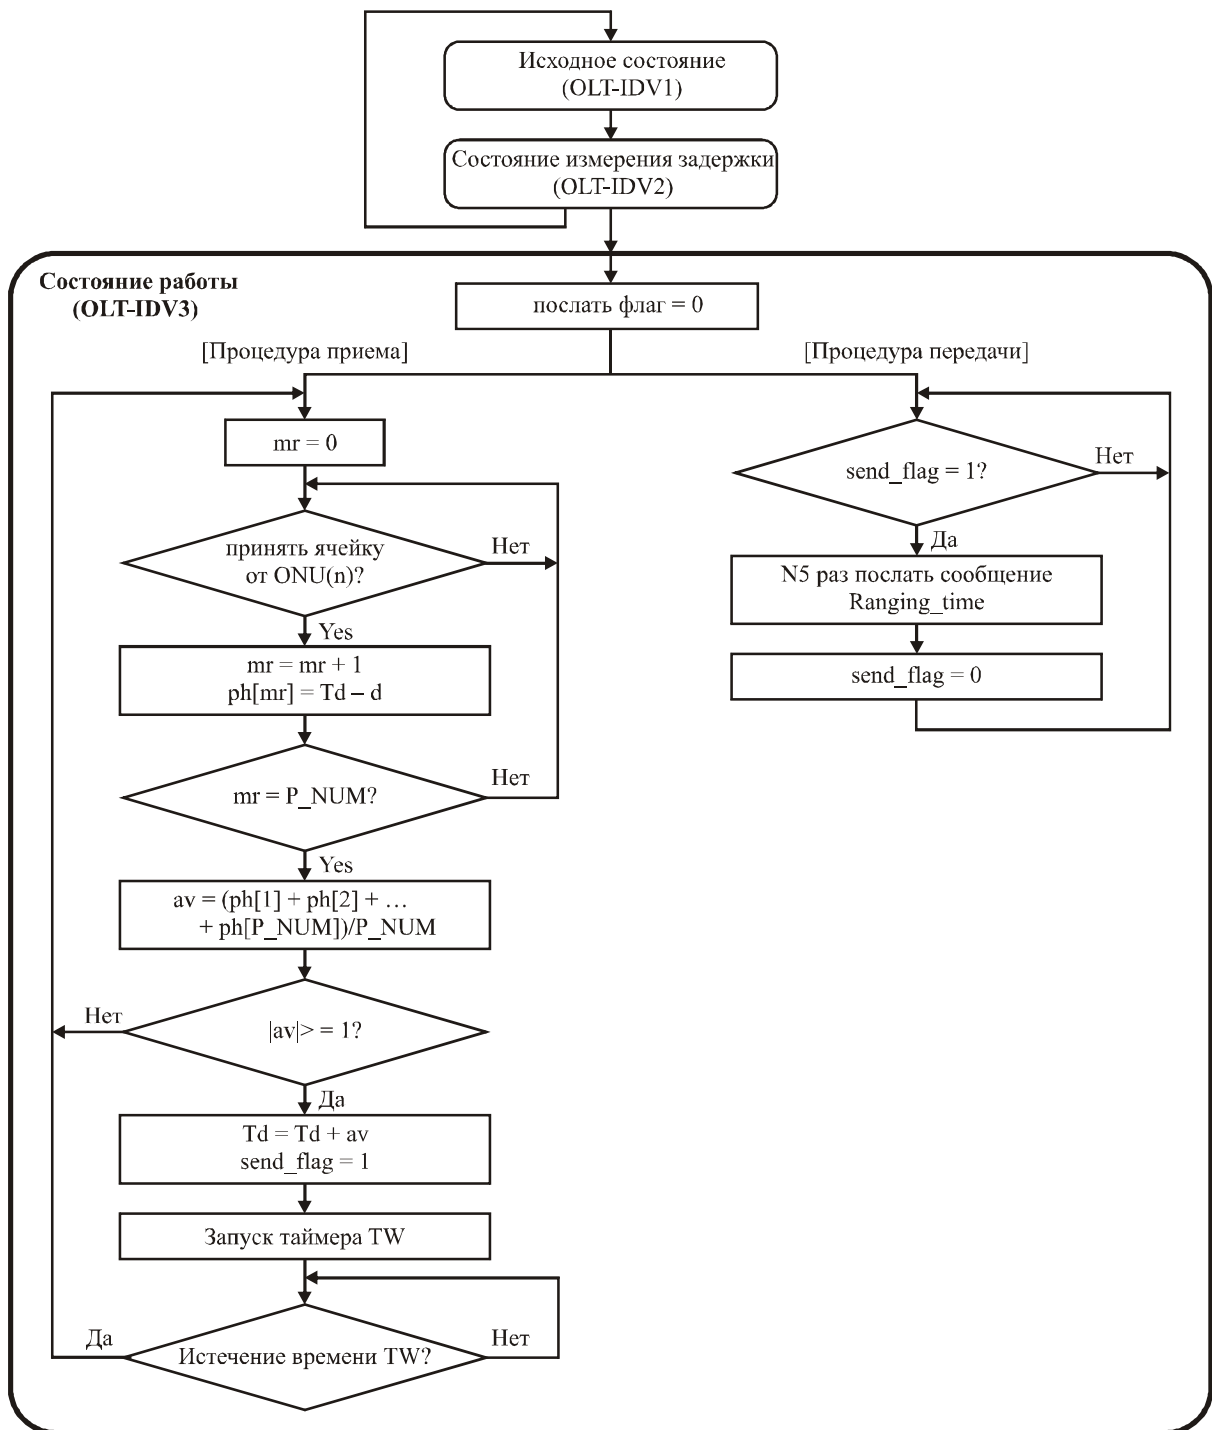 Исходное состояние
(OLT-IDV1)
Состояние измерения задержки
(OLT-IDV2)
Состояние работы
(OLT-IDV3)
послать флаг = 0
[Процедура приема]
[Процедура передачи]
mr = 0
send_flag = 1?
Нет
принять ячейку
от ONU(n)?
Нет
Да
N5 раз послать сообщение
Ranging_time
Yes
mr = mr + 1
ph[mr] = Td – d
send_flag = 0
mr = P_NUM?
Нет
Yes
av = (ph[1] + ph[2] + …
+ ph[P_NUM])/P_NUM
Нет
|av|> = 1?
Да
Td = Td + av
send_flag = 1
Запуск таймера TW
Да
Истечение времени TW?
Нет